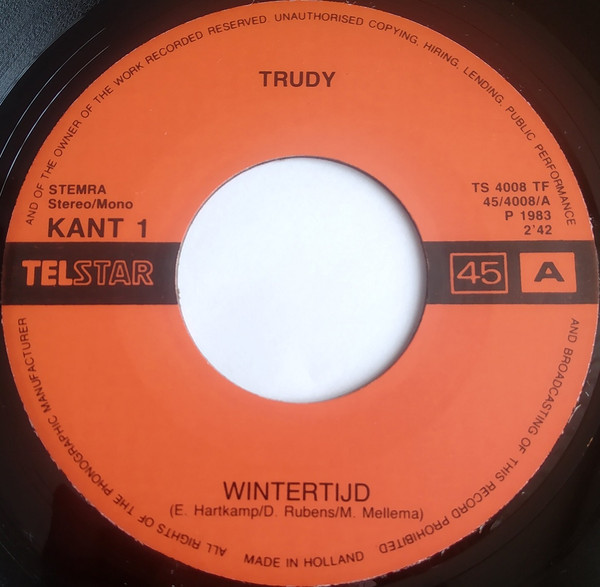 ALL RIGHTS OF THE PHONOGRAPHIC MANUFACTURER AND OF THE OWNER OF THE WORK RECORDED RESERVED. UNAUTHORISED COPYING, HIRING, LENDING, PUBLIC PERFORMANCE AND BROADCASTING OF THIS RECORD PROHIBITED
TRUDY
STEMRA
Stereo/Mono
KANT 1
TS 4008 TF
45/4008/A
P 1983
2'42
TELSTAR
45 A
WINTERTIJD
(E. Hartkamp/D. Rubens/M. Mellema)
MADE IN HOLLAND